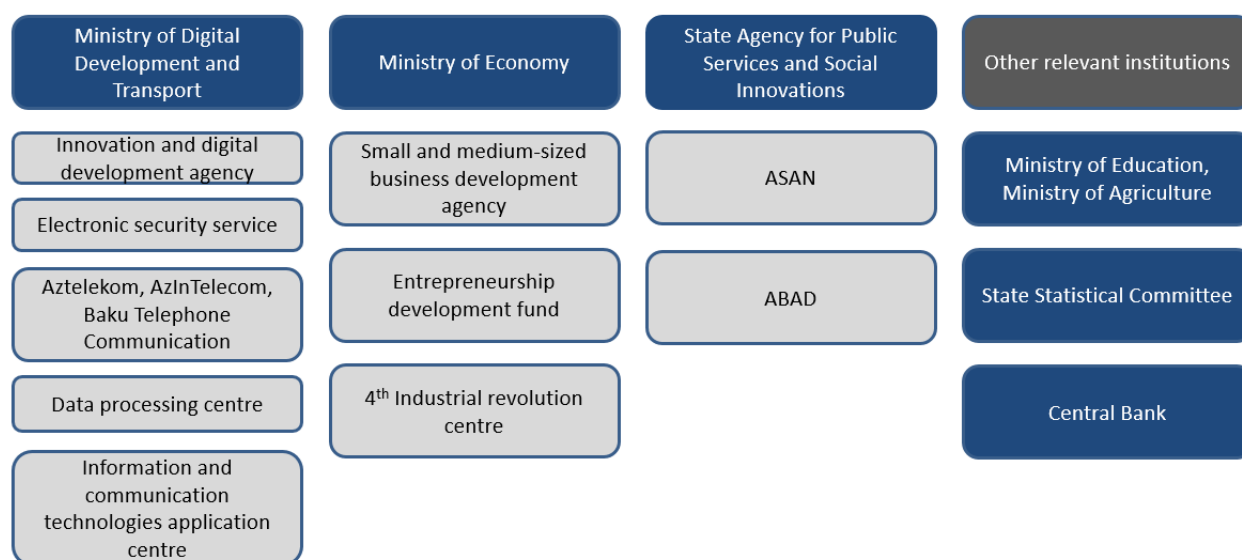 Ministry of Digital
Development and
Transport
Innovation and digital
development agency
Electronic security service
Aztelekom, AzInTelecom,
Baku Telephone
Communication
Data processing centre
Information and
communication
technologies application
centre
Ministry of Economy
Small and medium-sized
business development
agency
Entrepreneurship
development fund
4th Industrial revolution
centre
State Agency for Public
Services and Social
Innovations
ASAN
ABAD
Other relevant institutions
Ministry of Education,
Ministry of Agriculture
State Statistical Committee
Central Bank